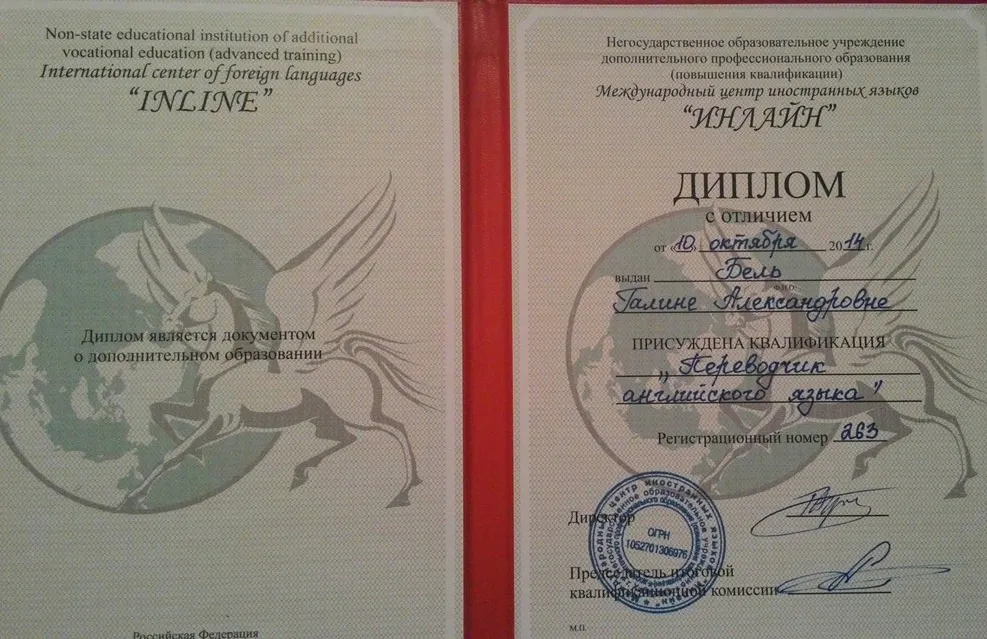 Non-state educational institution of additional
vocational education (advanced training)
International center of foreign languages
“INLINE”
Диплом является документом
о дополнительном образовании
Российская Федерация
Негосударственное образовательное учреждение
дополнительного профессионального образования
(повышения квалификации)
Международный центр иностранных языков
“ИНЛАЙН”
ДИПЛОМ
с отличием
от «10» октября 2014 г.
выдан Бель
Ф.И.О.
Галине Александровне
ПРИСУЖДЕНА КВАЛИФИКАЦИЯ
„Переводчик
английского языка"
Регистрационный номер 263
Директор
Председатель итоговой
квалификационной комиссии
М.П.
ОГРН
1052701306976